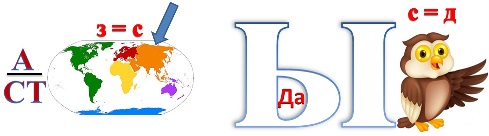 з = с
А
СТ
с = д
Ы
Да